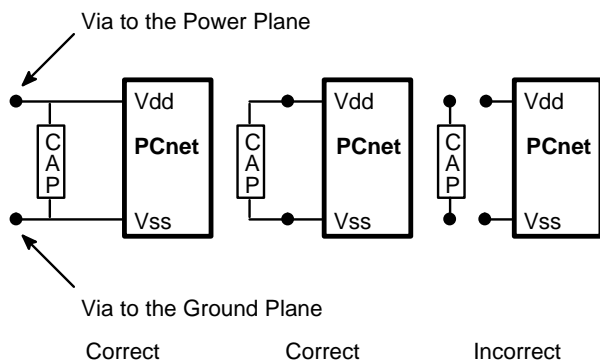 Via to the Power Plane
Vdd
CAP
PCnet
Vss
Vdd
CAP
PCnet
Vss
Vdd
CAP
PCnet
Vss
Via to the Ground Plane
Correct
Correct
Incorrect